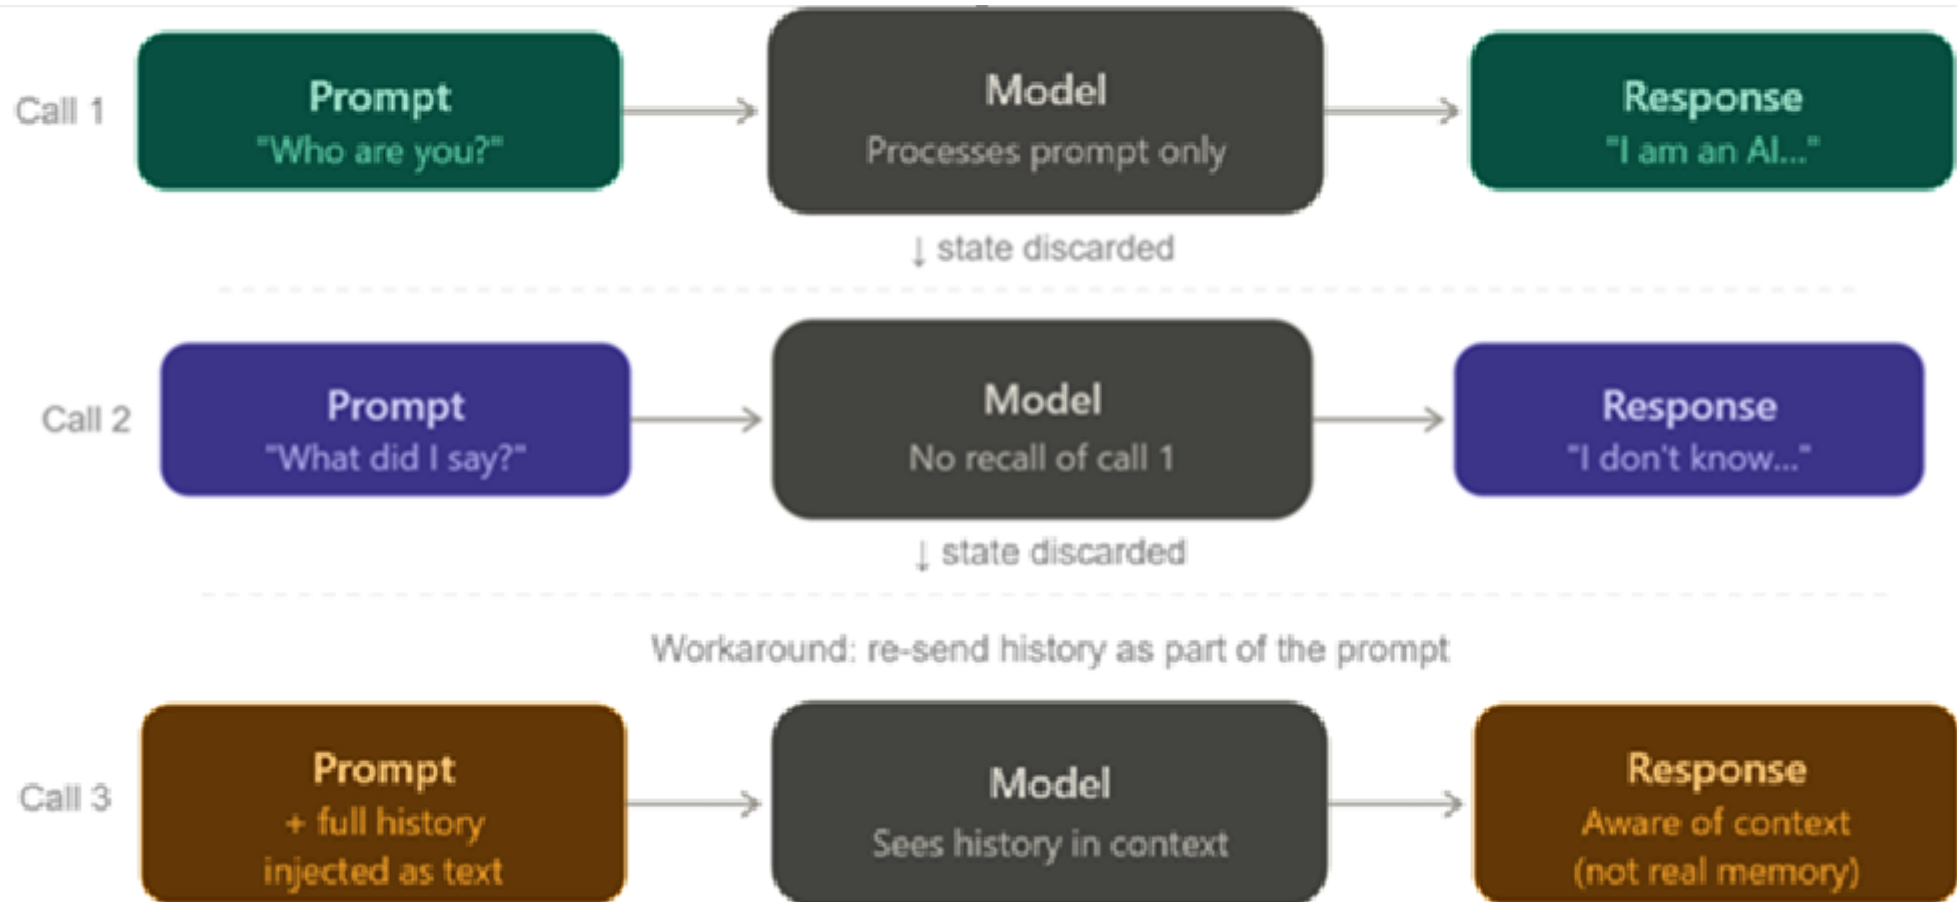 Call 1
Prompt
"Who are you?"
Model
Processes prompt only
Response
"I am an AI..."
↓ state discarded
Call 2
Prompt
"What did I say?"
Model
No recall of call 1
Response
"I don't know..."
↓ state discarded
Workaround: re-send history as part of the prompt
Call 3
Prompt
+ full history
injected as text
Model
Sees history in context
Response
Aware of context
(not real memory)